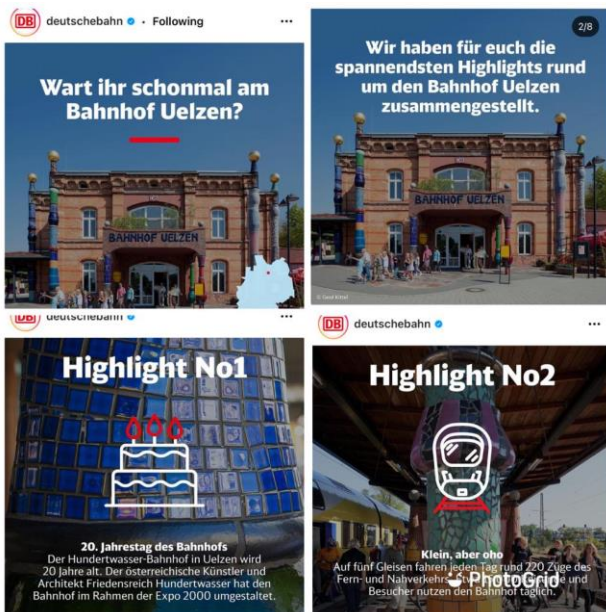 DB deutschebahn • Following
Wart ihr schonmal am
Bahnhof Uelzen?
BAHNHOF UELZEN
2/8
Wir haben für euch die
spannendsten Highlights rund
um den Bahnhof Uelzen
zusammengestellt.
BAHNHOF UELZEN
DB deutschebahn
Highlight No1
20. Jahrestag des Bahnhofs
Der Hundertwasser-Bahnhof in Uelzen wird
20 Jahre alt. Der österreichische Künstler und
Architekt Friedensreich Hundertwasser hat den
Bahnhof im Rahmen der Expo 2000 umgestaltet.
DB deutschebahn
Highlight No2
Klein, aber oho
Auf fünf Gleisen fahren jeden Tag rund 220 Züge des
Fern- und Nahverkehrs
PhotoGrid
Besucher nutzen den Bahnhof täglich.